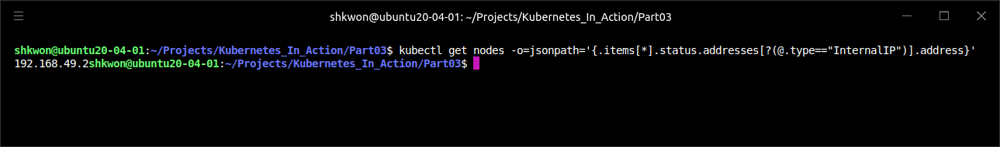 shkwon@ubuntu20-04-01: ~/Projects/Kubernetes_In_Action/Part03
shkwon@ubuntu20-04-01:~/Projects/Kubernetes_In_Action/Part03$ kubectl get nodes -o=jsonpath='{.items[*].status.addresses[?(@.type=="InternalIP")].address}'
192.168.49.2shkwon@ubuntu20-04-01:~/Projects/Kubernetes_In_Action/Part03$